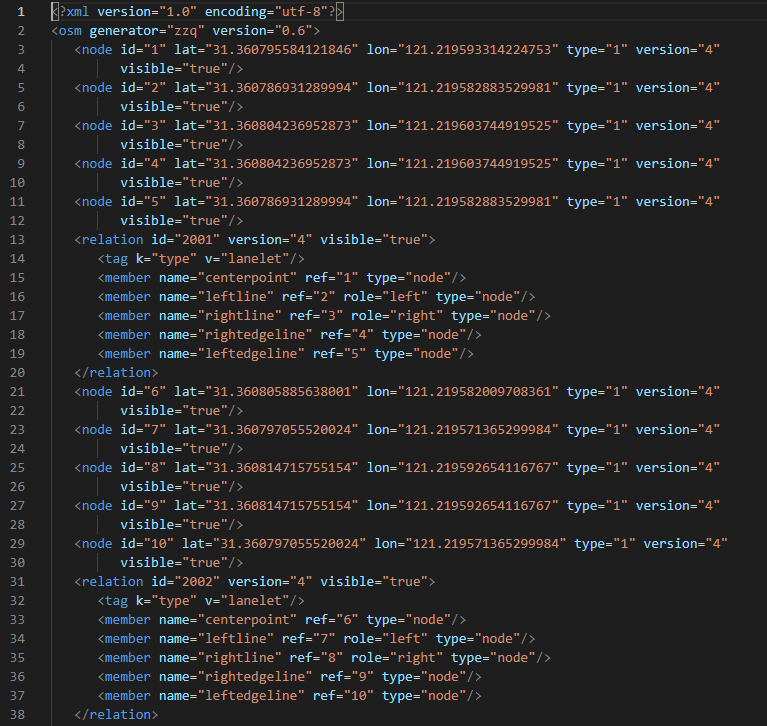 1 <?xml version="1.0" encoding="utf-8"?>
2 <osm generator="zzq" version="0.6">
3 <node id="1" lat="31.360795584121846" lon="121.219593314224753" type="1" version="4"
4 visible="true"/>
5 <node id="2" lat="31.360786931289994" lon="121.219582883529981" type="1" version="4"
6 visible="true"/>
7 <node id="3" lat="31.360804236952873" lon="121.219603744919525" type="1" version="4"
8 visible="true"/>
9 <node id="4" lat="31.360804236952873" lon="121.219603744919525" type="1" version="4"
10 visible="true"/>
11 <node id="5" lat="31.360786931289994" lon="121.219582883529981" type="1" version="4"
12 visible="true"/>
13 <relation id="2001" version="4" visible="true">
14 <tag k="type" v="lanelet"/>
15 <member name="centerpoint" ref="1" type="node"/>
16 <member name="leftline" ref="2" role="left" type="node"/>
17 <member name="rightline" ref="3" role="right" type="node"/>
18 <member name="rightedgeline" ref="4" type="node"/>
19 <member name="leftedgeline" ref="5" type="node"/>
20 </relation>
21 <node id="6" lat="31.360805885638001" lon="121.219582009708361" type="1" version="4"
22 visible="true"/>
23 <node id="7" lat="31.360797055520024" lon="121.219571365299984" type="1" version="4"
24 visible="true"/>
25 <node id="8" lat="31.360814715755154" lon="121.219592654116767" type="1" version="4"
26 visible="true"/>
27 <node id="9" lat="31.360814715755154" lon="121.219592654116767" type="1" version="4"
28 visible="true"/>
29 <node id="10" lat="31.360797055520024" lon="121.219571365299984" type="1" version="4"
30 visible="true"/>
31 <relation id="2002" version="4" visible="true">
32 <tag k="type" v="lanelet"/>
33 <member name="centerpoint" ref="6" type="node"/>
34 <member name="leftline" ref="7" role="left" type="node"/>
35 <member name="rightline" ref="8" role="right" type="node"/>
36 <member name="rightedgeline" ref="9" type="node"/>
37 <member name="leftedgeline" ref="10" type="node"/>
38 </relation>